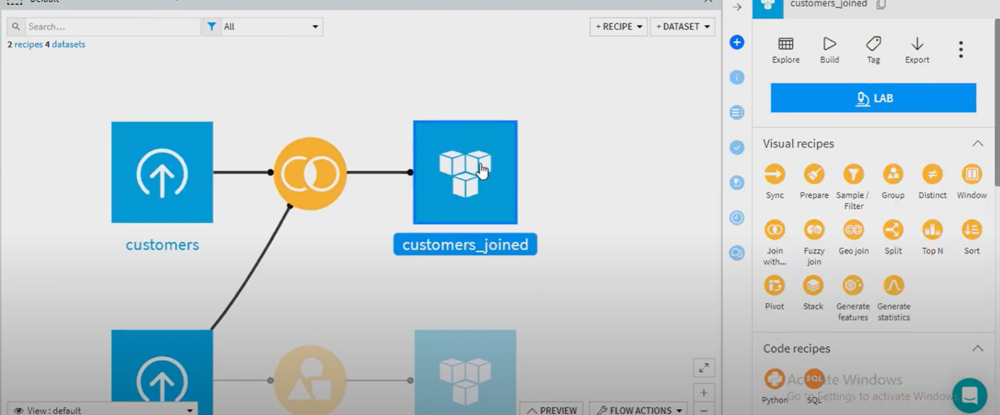 Default
customers_joined
Search...
All
+ RECIPE
+ DATASET
2 recipes 4 datasets
Explore
Build
Tag
Export
LAB
Visual recipes
Sync
Prepare
Sample /
Filter
Group
Distinct
Window
Join
with...
Fuzzy
join
Geo join
Split
Top N
Sort
Pivot
Stack
Generate
features
Generate
statistics
customers
customers_joined
Code recipes
Python
SQL
SQL
Activate Windows
Go to Settings to activate Windows.
View : default
PREVIEW
FLOW ACTIONS